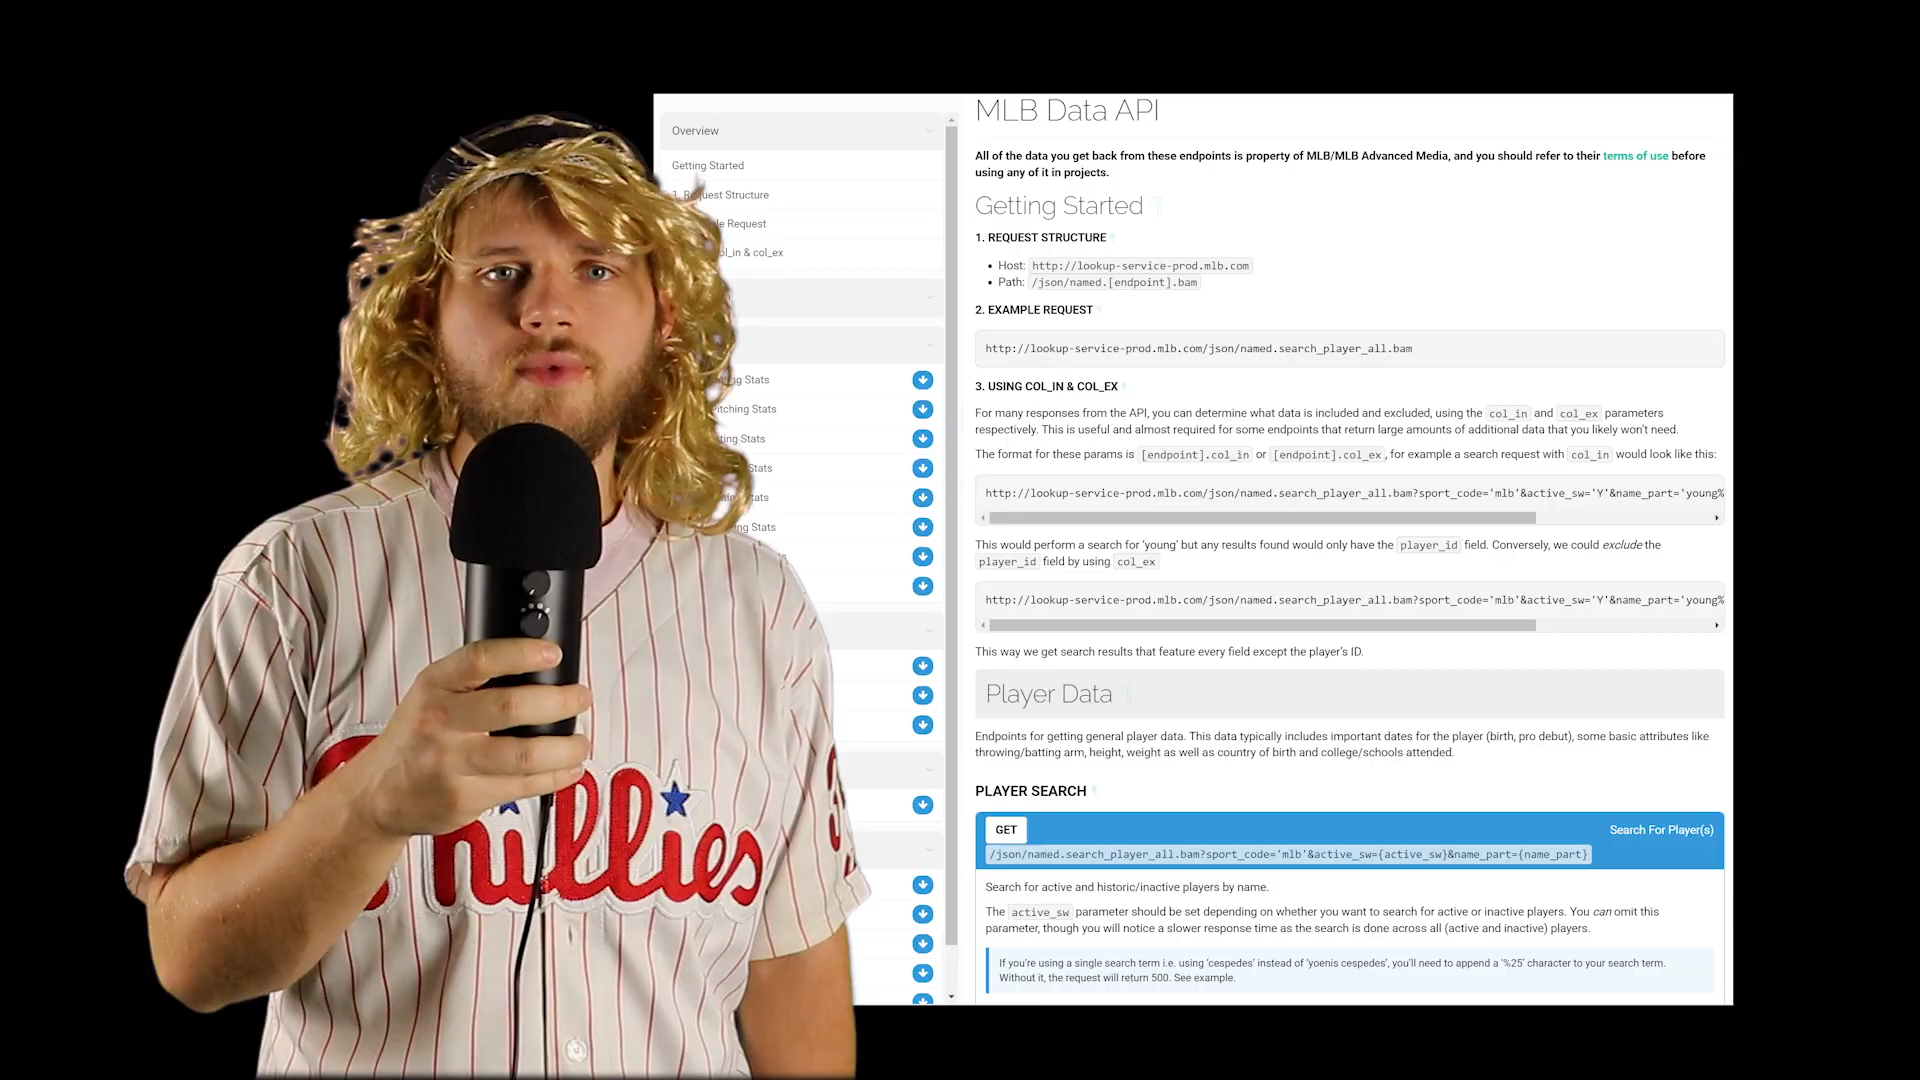 MLB Data API
Overview
All of the data you get back from these endpoints is property of MLB/MLB Advanced Media, and you should refer to their terms of use before
using any of it in projects.
Getting Started
1. Request Structure
Request
col_in & col_ex
Getting Started
1. REQUEST STRUCTURE
Host: http://lookup-service-prod.mlb.com
Path: /json/named.[endpoint].bam
2. EXAMPLE REQUEST
http://lookup-service-prod.mlb.com/json/named.search_player_all.bam
3. USING COL_IN & COL_EX
For many responses from the API, you can determine what data is included and excluded, using the col_in and col_ex parameters
respectively. This is useful and almost required for some endpoints that return large amounts of additional data that you likely won't need.
The format for these params is [endpoint].col_in or [endpoint].col_ex, for example a search request with col_in would look like this:
http://lookup-service-prod.mlb.com/json/named.search_player_all.bam?sport_code='mlb'&active_sw='Y'&name_part='young%
This would perform a search for 'young' but any results found would only have the player_id field. Conversely, we could exclude the
player_id field by using col_ex
http://lookup-service-prod.mlb.com/json/named.search_player_all.bam?sport_code='mlb'&active_sw='Y'&name_part='young%
This way we get search results that feature every field except the player's ID.
Stats
Pitching Stats
Stats
Stats
Stats
Stats
Player Data
Endpoints for getting general player data. This data typically includes important dates for the player (birth, pro debut), some basic attributes like
throwing/batting arm, height, weight as well as country of birth and college/schools attended.
PLAYER SEARCH
GET
Search For Player(s)
/json/named.search_player_all.bam?sport_code='mlb'&active_sw={active_sw}&name_part={name_part}
Search for active and historic/inactive players by name.
The active_sw parameter should be set depending on whether you want to search for active or inactive players. You can omit this
parameter, though you will notice a slower response time as the search is done across all (active and inactive) players.
If you're using a single search term i.e. using 'cespedes' instead of 'yoenis cespedes', you'll need to append a '%25' character to your search term.
Without it, the request will return 500. See example.
Phillies